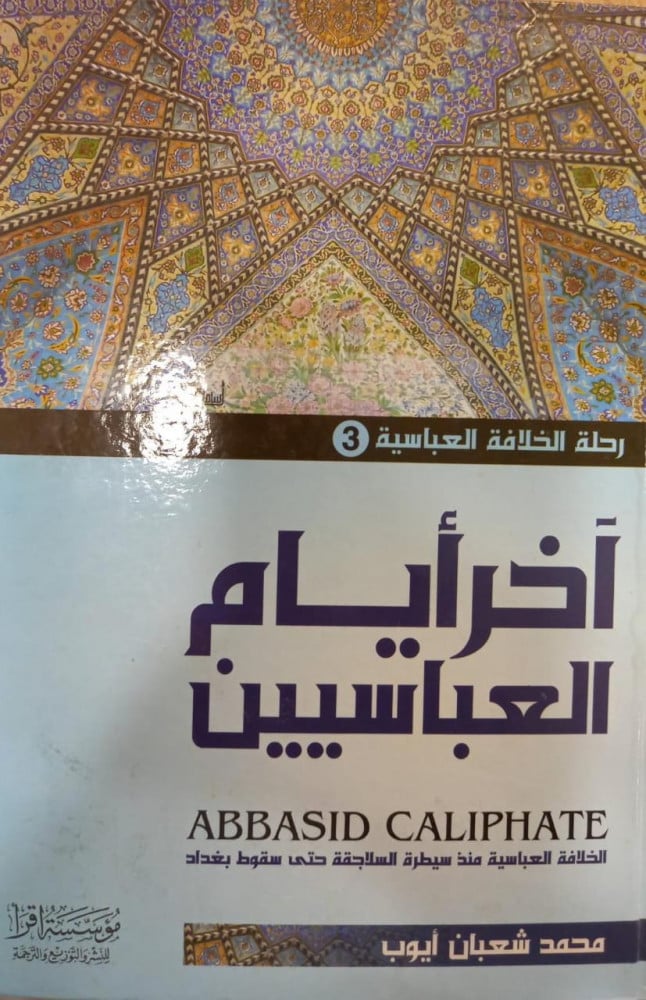 رحلة الخلافة العباسية 3
آخر أيام
العباسيين
ABBASID CALIPHATE
الخلافة العباسية منذ سيطرة السلاجقة حتى سقوط بغداد
محمد شعبان أيوب
مؤسسة اقرأ
للنشر والتوزيع والترجمة